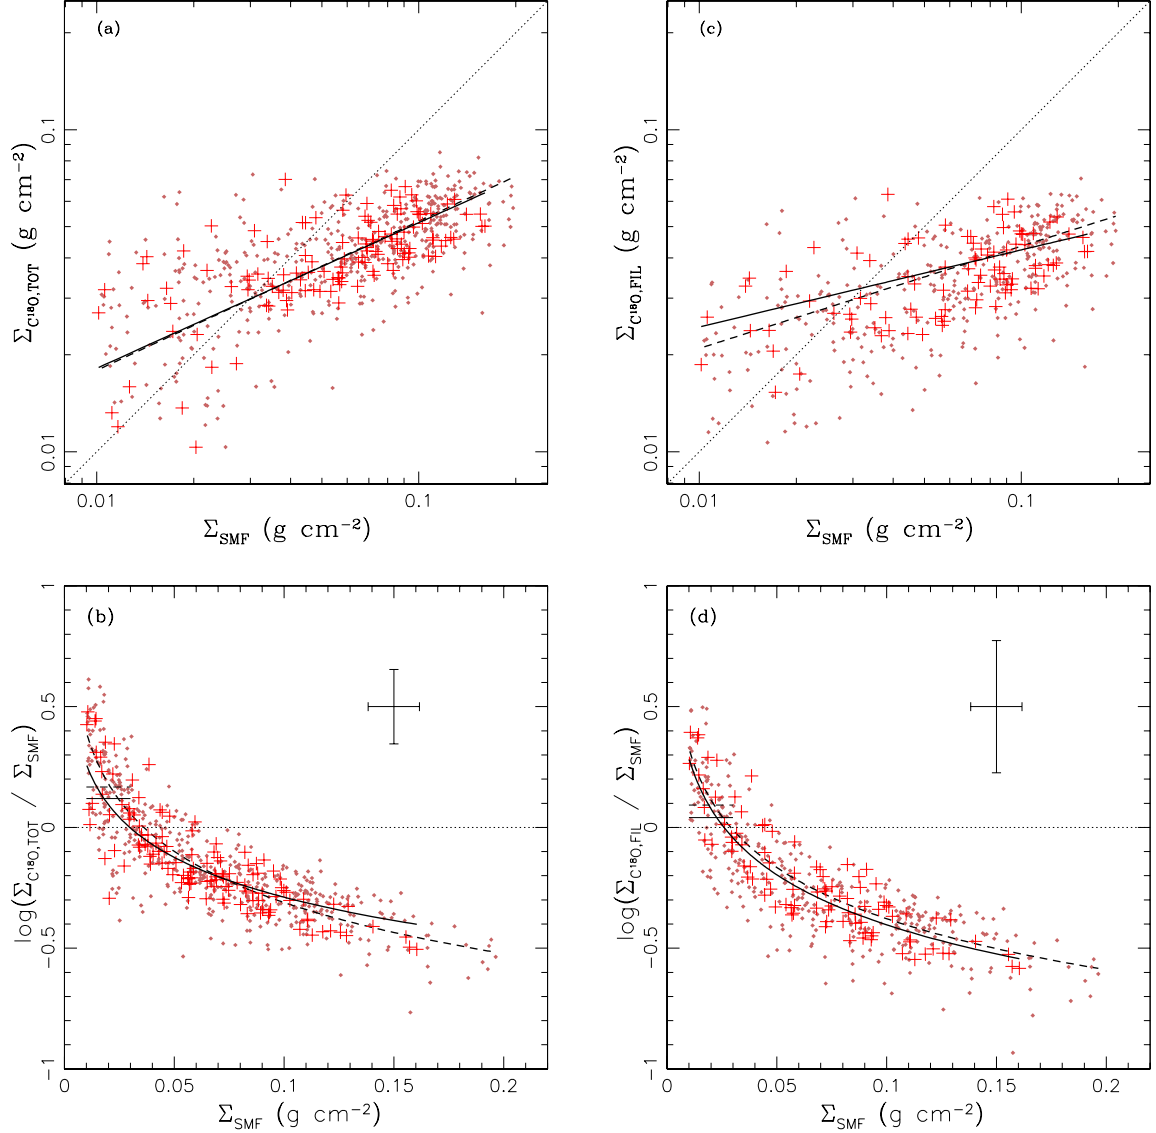 (a)
0.1
0.01
Σ_C¹⁸O,TOT (g cm⁻²)
0.01 0.1
Σ_SMF (g cm⁻²)
(c)
0.1
0.01
Σ_C¹⁸O,FIL (g cm⁻²)
0.01 0.1
Σ_SMF (g cm⁻²)
(b)
1
0.5
0
−0.5
−1
log(Σ_C¹⁸O,TOT / Σ_SMF)
0 0.05 0.1 0.15 0.2
Σ_SMF (g cm⁻²)
(d)
1
0.5
0
−0.5
−1
log(Σ_C¹⁸O,FIL / Σ_SMF)
0 0.05 0.1 0.15 0.2
Σ_SMF (g cm⁻²)